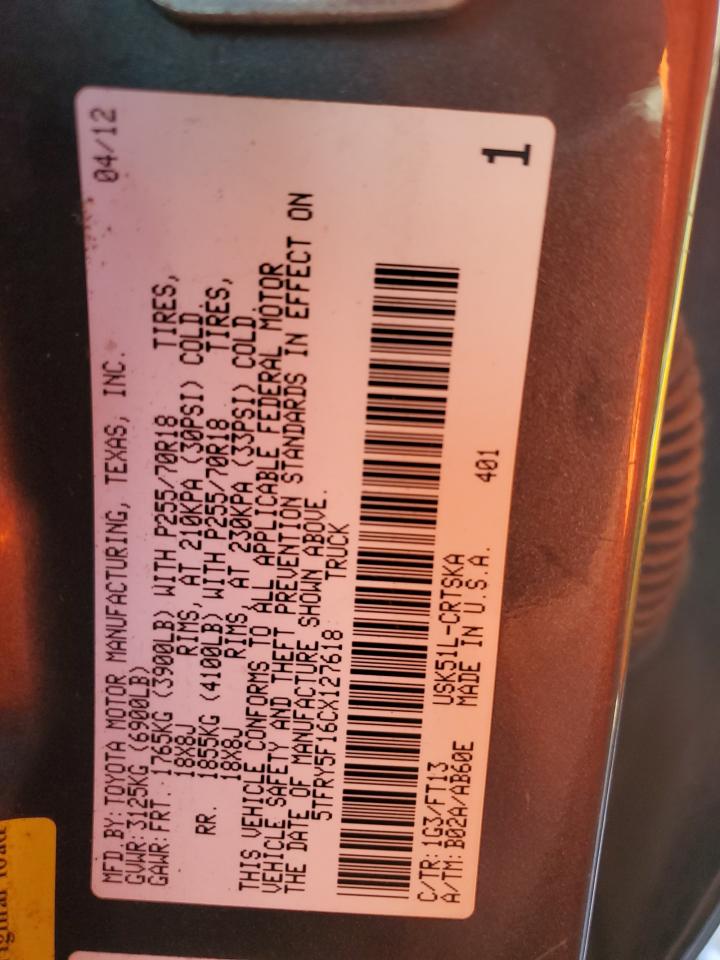 MFD.BY:TOYOTA MOTOR MANUFACTURING, TEXAS, INC. 04/12
GVWR:3125KG (6900LB)
GAWR:FRT. 1765KG (3900LB) WITH P255/70R18 TIRES,
18X8J RIMS, AT 210KPA (30PSI) COLD
RR. 1855KG (4100LB) WITH P255/70R18 TIRES,
18X8J RIMS, AT 230KPA (33PSI) COLD.
THIS VEHICLE CONFORMS TO ALL APPLICABLE FEDERAL MOTOR
VEHICLE SAFETY AND THEFT PREVENTION STANDARDS IN EFFECT ON
THE DATE OF MANUFACTURE SHOWN ABOVE.
5TFRY5F16CX127618 TRUCK
C/TR:1G3/FT13 USK51L-CRTSKA 401
A/TM:B02A/AB60E MADE IN U.S.A.
1